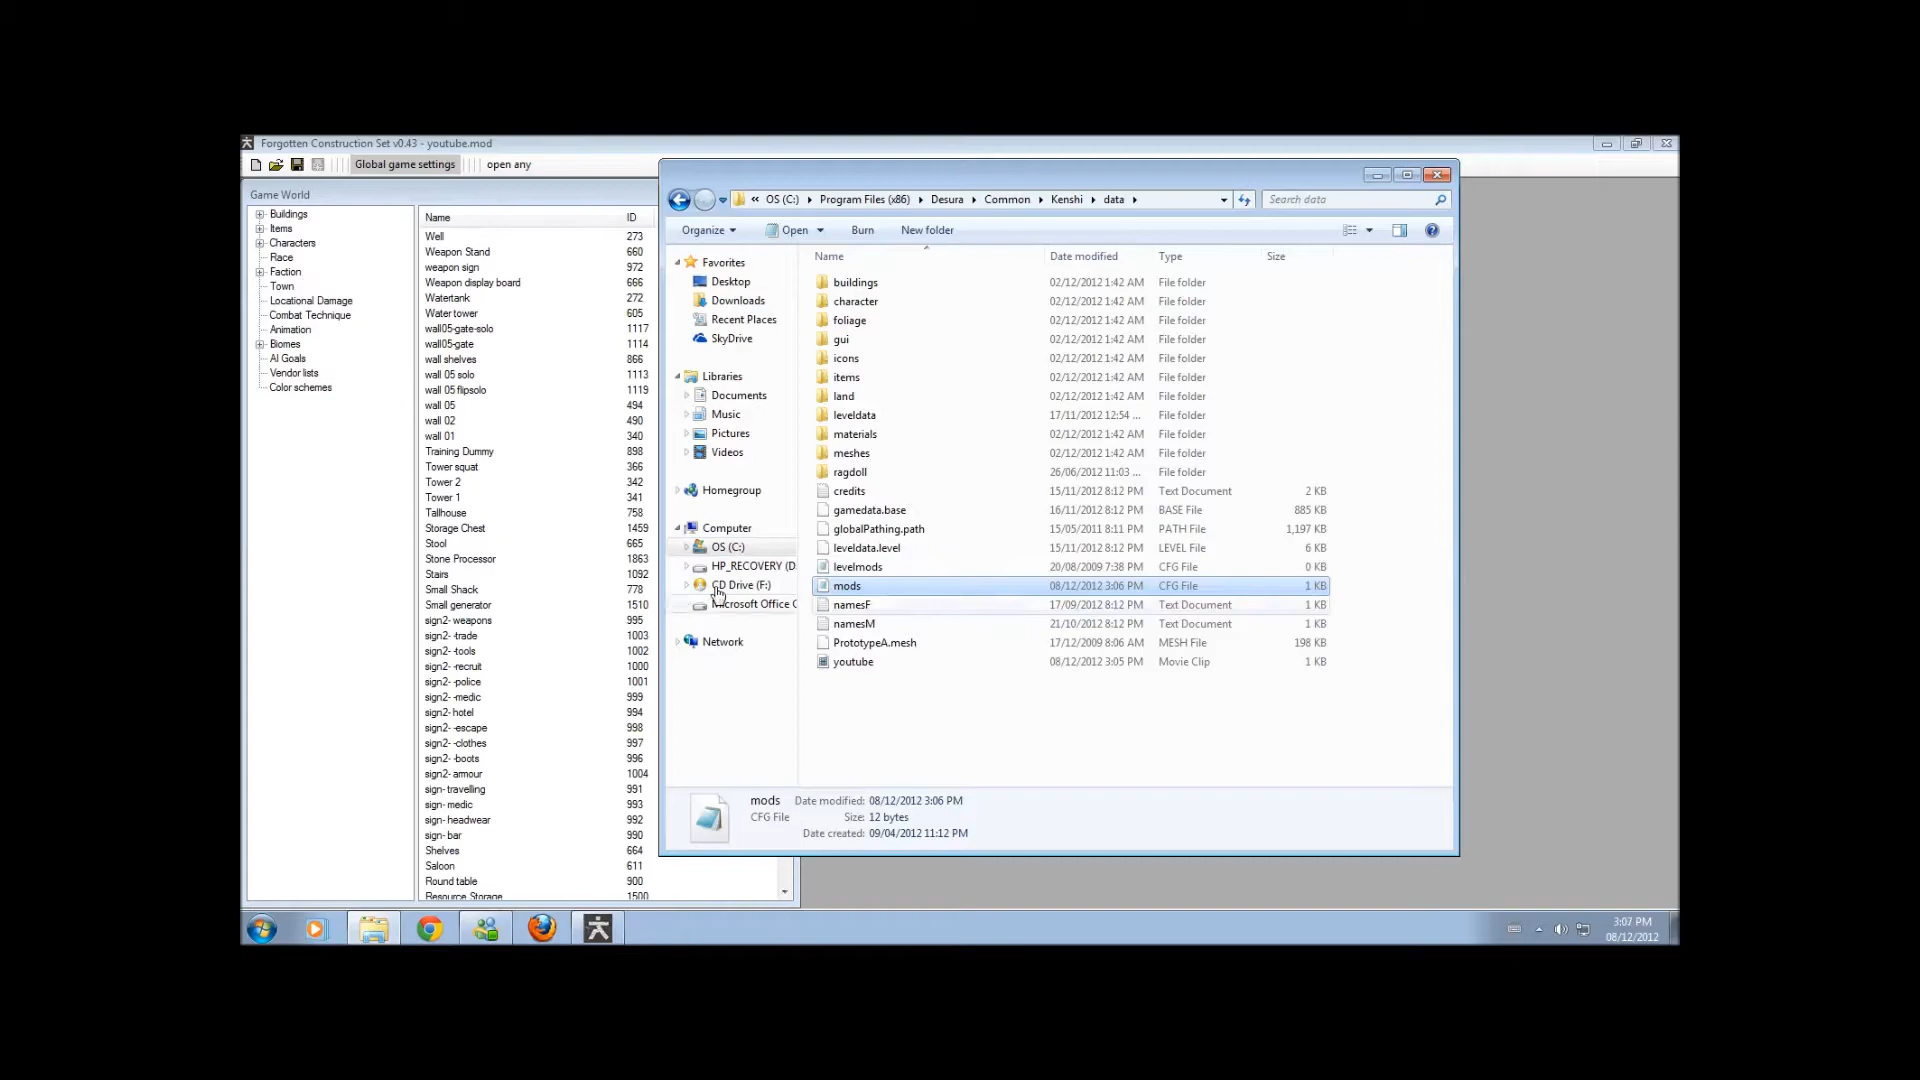 Forgotten Construction Set v0.43 - youtube.mod
Global game settings
open any
Game World
Buildings
Items
Characters
Race
Faction
Town
Locational Damage
Combat Technique
Animation
Biomes
AI Goals
Vendor lists
Color schemes
Name ID
Well 273
Weapon Stand 660
weapon sign 972
Weapon display board 666
Watertank 272
Water tower 605
wall05-gate-solo 1117
wall05-gate 1114
wall shelves 866
wall 05 solo 1113
wall 05 flipsolo 1119
wall 05 494
wall 02 490
wall 01 340
Training Dummy 898
Tower squat 366
Tower 2 342
Tower 1 341
Tallhouse 758
Storage Chest 1459
Stool 665
Stone Processor 1863
Stairs 1092
Small Shack 778
Small generator 1510
sign2- weapons 995
sign2- -trade 1003
sign2- -tools 1002
sign2- -recruit 1000
sign2- -police 1001
sign2- -medic 999
sign2- hotel 994
sign2- -escape 998
sign2- -clothes 997
sign2- -boots 996
sign2- amour 1004
sign- travelling 991
sign- medic 993
sign- headwear 992
sign- bar 990
Shelves 664
Saloon 611
Round table 900
Resource Storage 1500
« OS (C:) Program Files (x86) Desura Common Kenshi data
Search data
Organize Open Burn New folder
Favorites
Desktop
Downloads
Recent Places
SkyDrive
Libraries
Documents
Music
Pictures
Videos
Homegroup
Computer
OS (C:)
HP_RECOVERY (D
CD Drive (F:)
Microsoft Office C
Network
Name Date modified Type Size
buildings 02/12/2012 1:42 AM File folder
character 02/12/2012 1:42 AM File folder
foliage 02/12/2012 1:42 AM File folder
gui 02/12/2012 1:42 AM File folder
icons 02/12/2012 1:42 AM File folder
items 02/12/2012 1:42 AM File folder
land 02/12/2012 1:42 AM File folder
leveldata 17/11/2012 12:54 ... File folder
materials 02/12/2012 1:42 AM File folder
meshes 02/12/2012 1:42 AM File folder
ragdoll 26/06/2012 11:03 ... File folder
credits 15/11/2012 8:12 PM Text Document 2 KB
gamedata.base 16/11/2012 8:12 PM BASE File 885 KB
globalPathing.path 15/05/2011 8:11 PM PATH File 1,197 KB
leveldata.level 15/11/2012 8:12 PM LEVEL File 6 KB
levelmods 20/08/2009 7:38 PM CFG File 0 KB
mods 08/12/2012 3:06 PM CFG File 1 KB
namesF 17/09/2012 8:12 PM Text Document 1 KB
namesM 21/10/2012 8:12 PM Text Document 1 KB
PrototypeA.mesh 17/12/2009 8:06 AM MESH File 198 KB
youtube 08/12/2012 3:05 PM Movie Clip 1 KB
mods Date modified: 08/12/2012 3:06 PM
CFG File Size: 12 bytes
Date created: 09/04/2012 11:12 PM
3:07 PM
08/12/2012